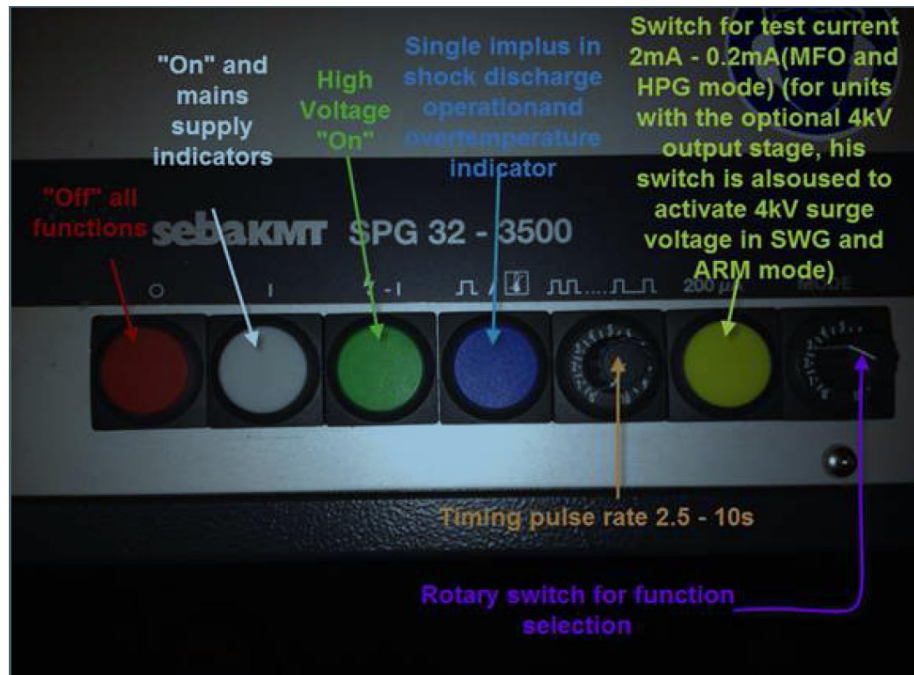 "On" and
mains
supply
indicators
High
Voltage
"On"
Single Implus in
shock discharge
operationand
overtemperature
indicator
Switch for test current
2mA - 0.2mA(MFO and
HPG mode) (for units
with the optional 4kV
output stage, his
switch is alsoused to
activate 4kV surge
voltage in SWG and
ARM mode)
"Off" all
functions
sebaKMT SPG 32 - 3500
O I - I / 200 µA MODE
Timing pulse rate 2.5 - 10s
Rotary switch for function
selection